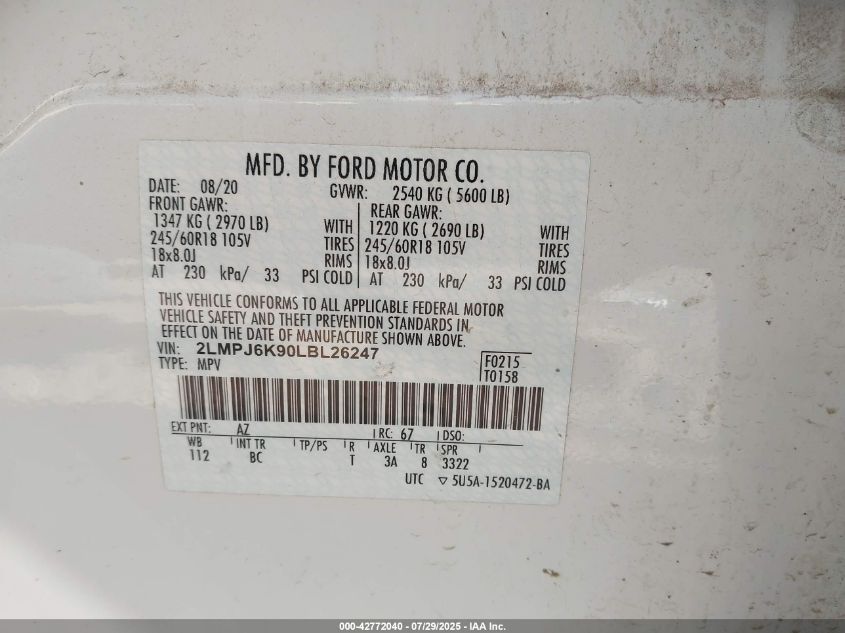 MFD. BY FORD MOTOR CO.
DATE: 08/20 GVWR: 2540 KG ( 5600 LB)
FRONT GAWR: REAR GAWR:
1347 KG ( 2970 LB) WITH 1220 KG ( 2690 LB) WITH
245/60R18 105V TIRES 245/60R18 105V TIRES
18x8.0J RIMS 18x8.0J RIMS
AT 230 kPa/ 33 PSI COLD AT 230 kPa/ 33 PSI COLD
THIS VEHICLE CONFORMS TO ALL APPLICABLE FEDERAL MOTOR
VEHICLE SAFETY AND THEFT PREVENTION STANDARDS IN
EFFECT ON THE DATE OF MANUFACTURE SHOWN ABOVE.
VIN: 2LMPJ6K90LBL26247 F0215
TYPE: MPV T0158
EXT PNT: AZ RC: 67 DSO:
WB INT TR TP/PS R AXLE TR SPR
112 BC T 3A 8 3322
UTC ▽ 5U5A-1520472-BA
000-42772040 - 07/29/2025 - IAA Inc.